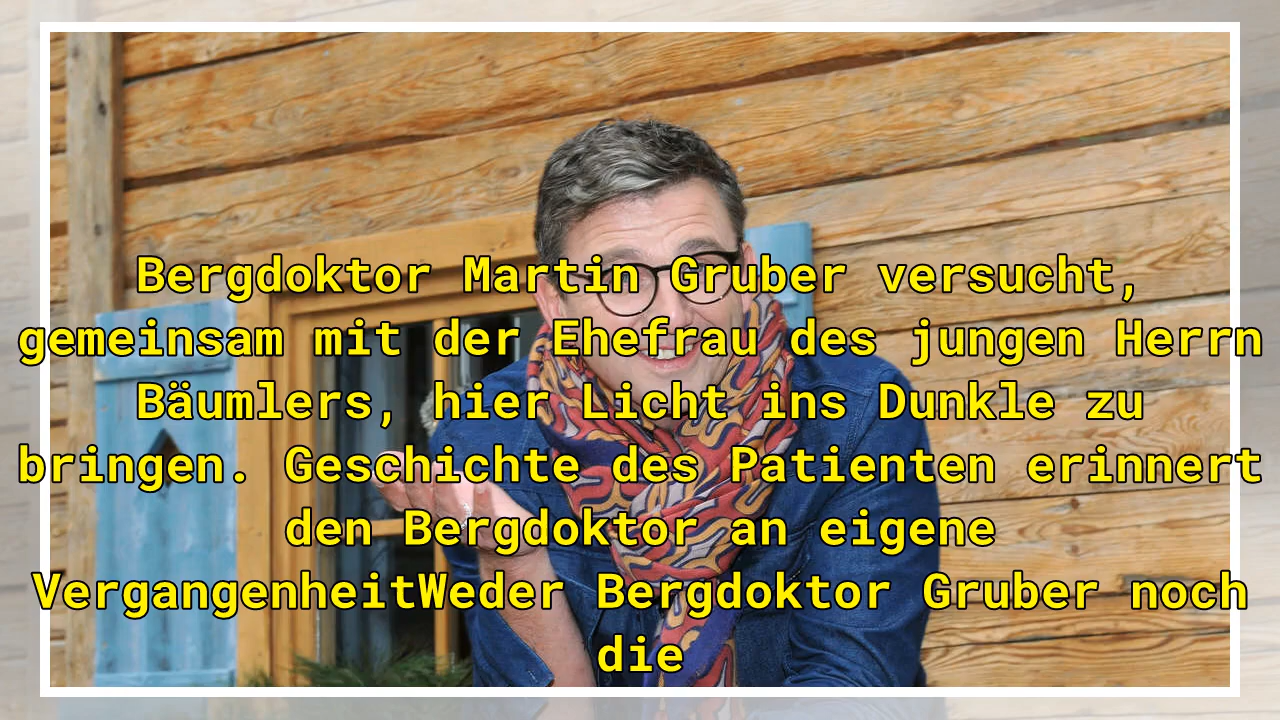 Bergdoktor Martin Gruber versucht,
gemeinsam mit der Ehefrau des jungen Herrn
Bäumlers, hier Licht ins Dunkle zu
bringen. Geschichte des Patienten erinnert
den Bergdoktor an eigene
VergangenheitWeder Bergdoktor Gruber noch
die